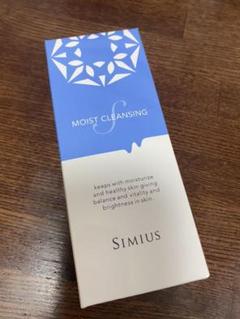 MOIST CLEANSING
S
keeps with moisturize
and healthy skin giving
balance and vitality and
brightness in skin.
SIMIUS